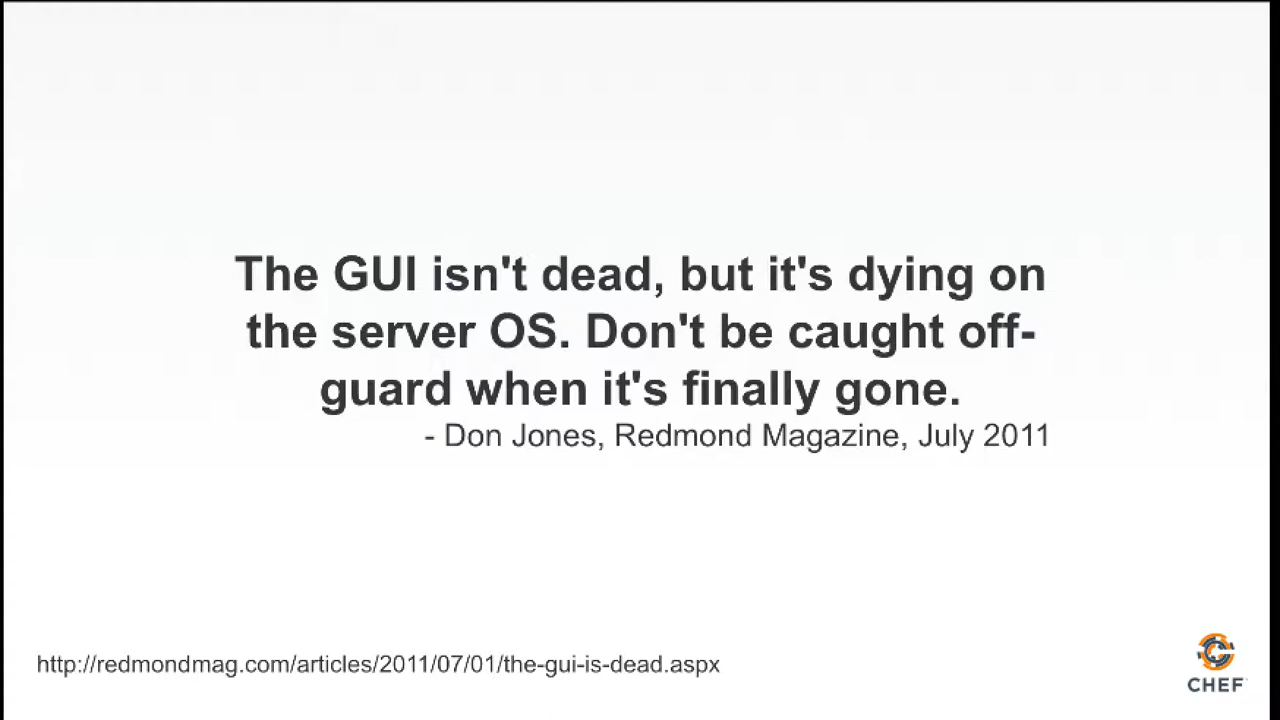 The GUI isn't dead, but it's dying on
the server OS. Don't be caught off-
guard when it's finally gone.
- Don Jones, Redmond Magazine, July 2011
http://redmondmag.com/articles/2011/07/01/the-gui-is-dead.aspx
CHEF